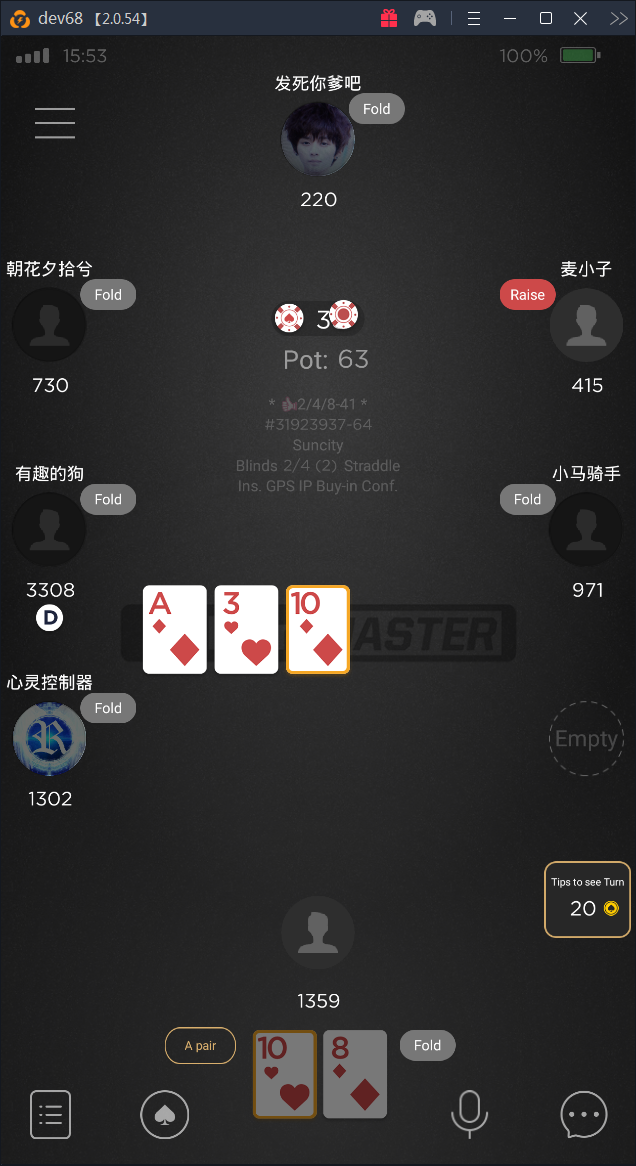 dev68 【2.0.54】
15:53
100%
发死你爹吧
Fold
220
朝花夕拾兮
Fold
730
麦小子
Raise
415
3
Pot: 63
* 2/4/8-41 *
#31923937-64
Suncity
Blinds 2/4 (2) Straddle
Ins. GPS IP Buy-in Conf.
有趣的狗
Fold
3308
D
小马骑手
Fold
971
A
3
10
ASTER
心灵控制器
Fold
R
1302
Empty
Tips to see Turn
20
1359
A pair
10
8
Fold